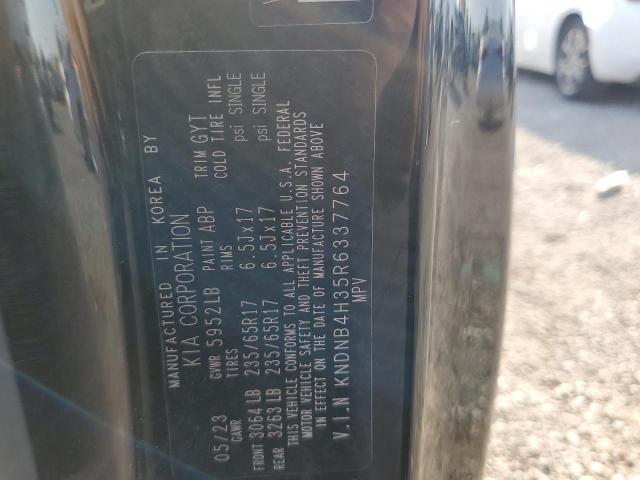 MANUFACTURED IN KOREA BY
KIA CORPORATION
05/23 GVWR 5952LB PAINT ABP TRIM GYT
GAWR TIRES RIMS COLD TIRE INFL
FRONT 3064LB 235/65R17 6.5Jx17 psi SINGLE
REAR 3263LB 235/65R17 6.5Jx17 psi SINGLE
THIS VEHICLE CONFORMS TO ALL APPLICABLE U.S.A. FEDERAL
MOTOR VEHICLE SAFETY AND THEFT PREVENTION STANDARDS
IN EFFECT ON THE DATE OF MANUFACTURE SHOWN ABOVE
V.I.N KNDNB4H35R6337764
MPV